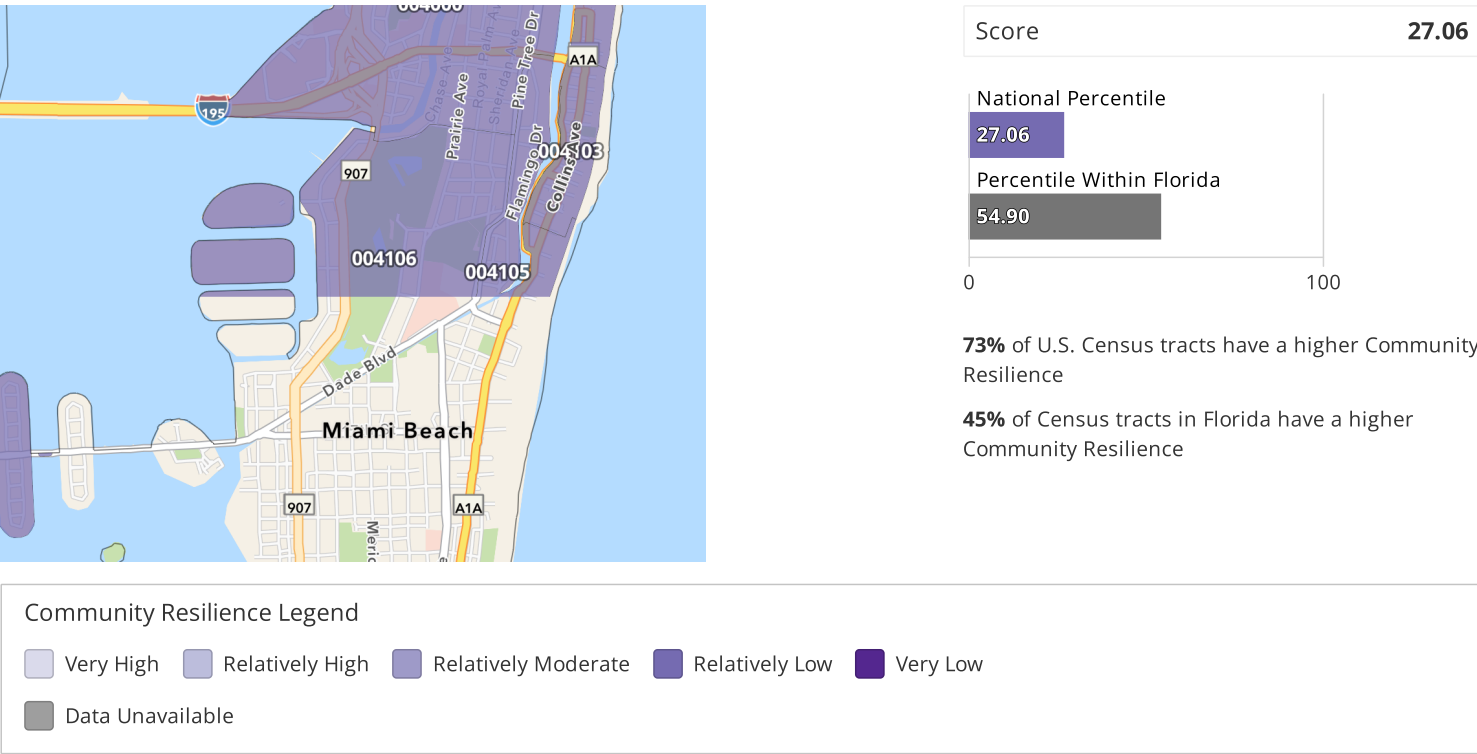 004000
A1A
195
Chase Ave
Prairie Ave
Royal Palm Av
Sheridan Ave
Pine Tree Dr
Flamingo Dr
Collins Ave
004103
907
004106
004105
Dade Blvd
Miami Beach
907
A1A
Meric
e
Score 27.06
National Percentile
27.06
Percentile Within Florida
54.90
0 100
73% of U.S. Census tracts have a higher Community
Resilience
45% of Census tracts in Florida have a higher
Community Resilience
Community Resilience Legend
Very High Relatively High Relatively Moderate Relatively Low Very Low
Data Unavailable